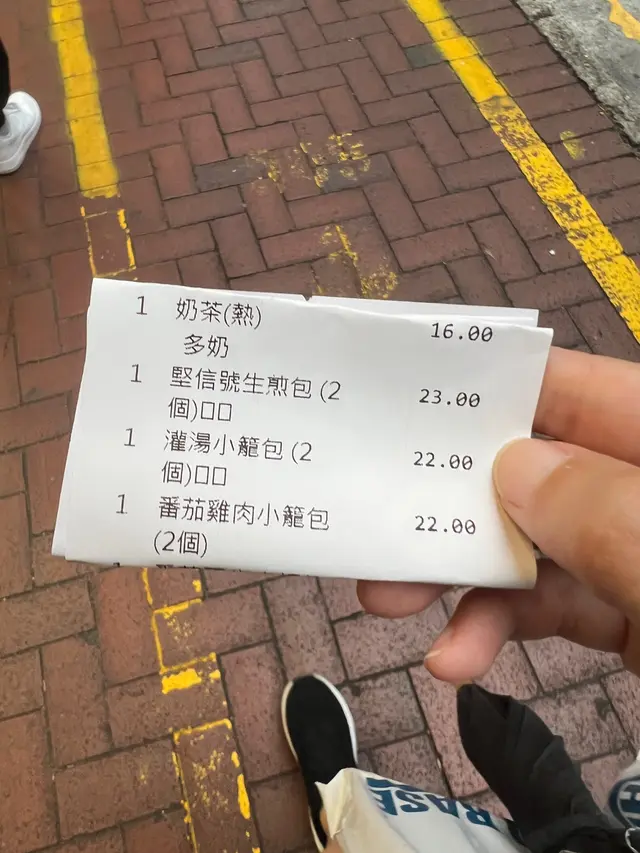 1 奶茶(熱) 16.00
多奶
1 堅信號生煎包 (2 23.00
個)□□
1 灌湯小籠包 (2 22.00
個)□□
1 番茄雞肉小籠包 22.00
(2個)